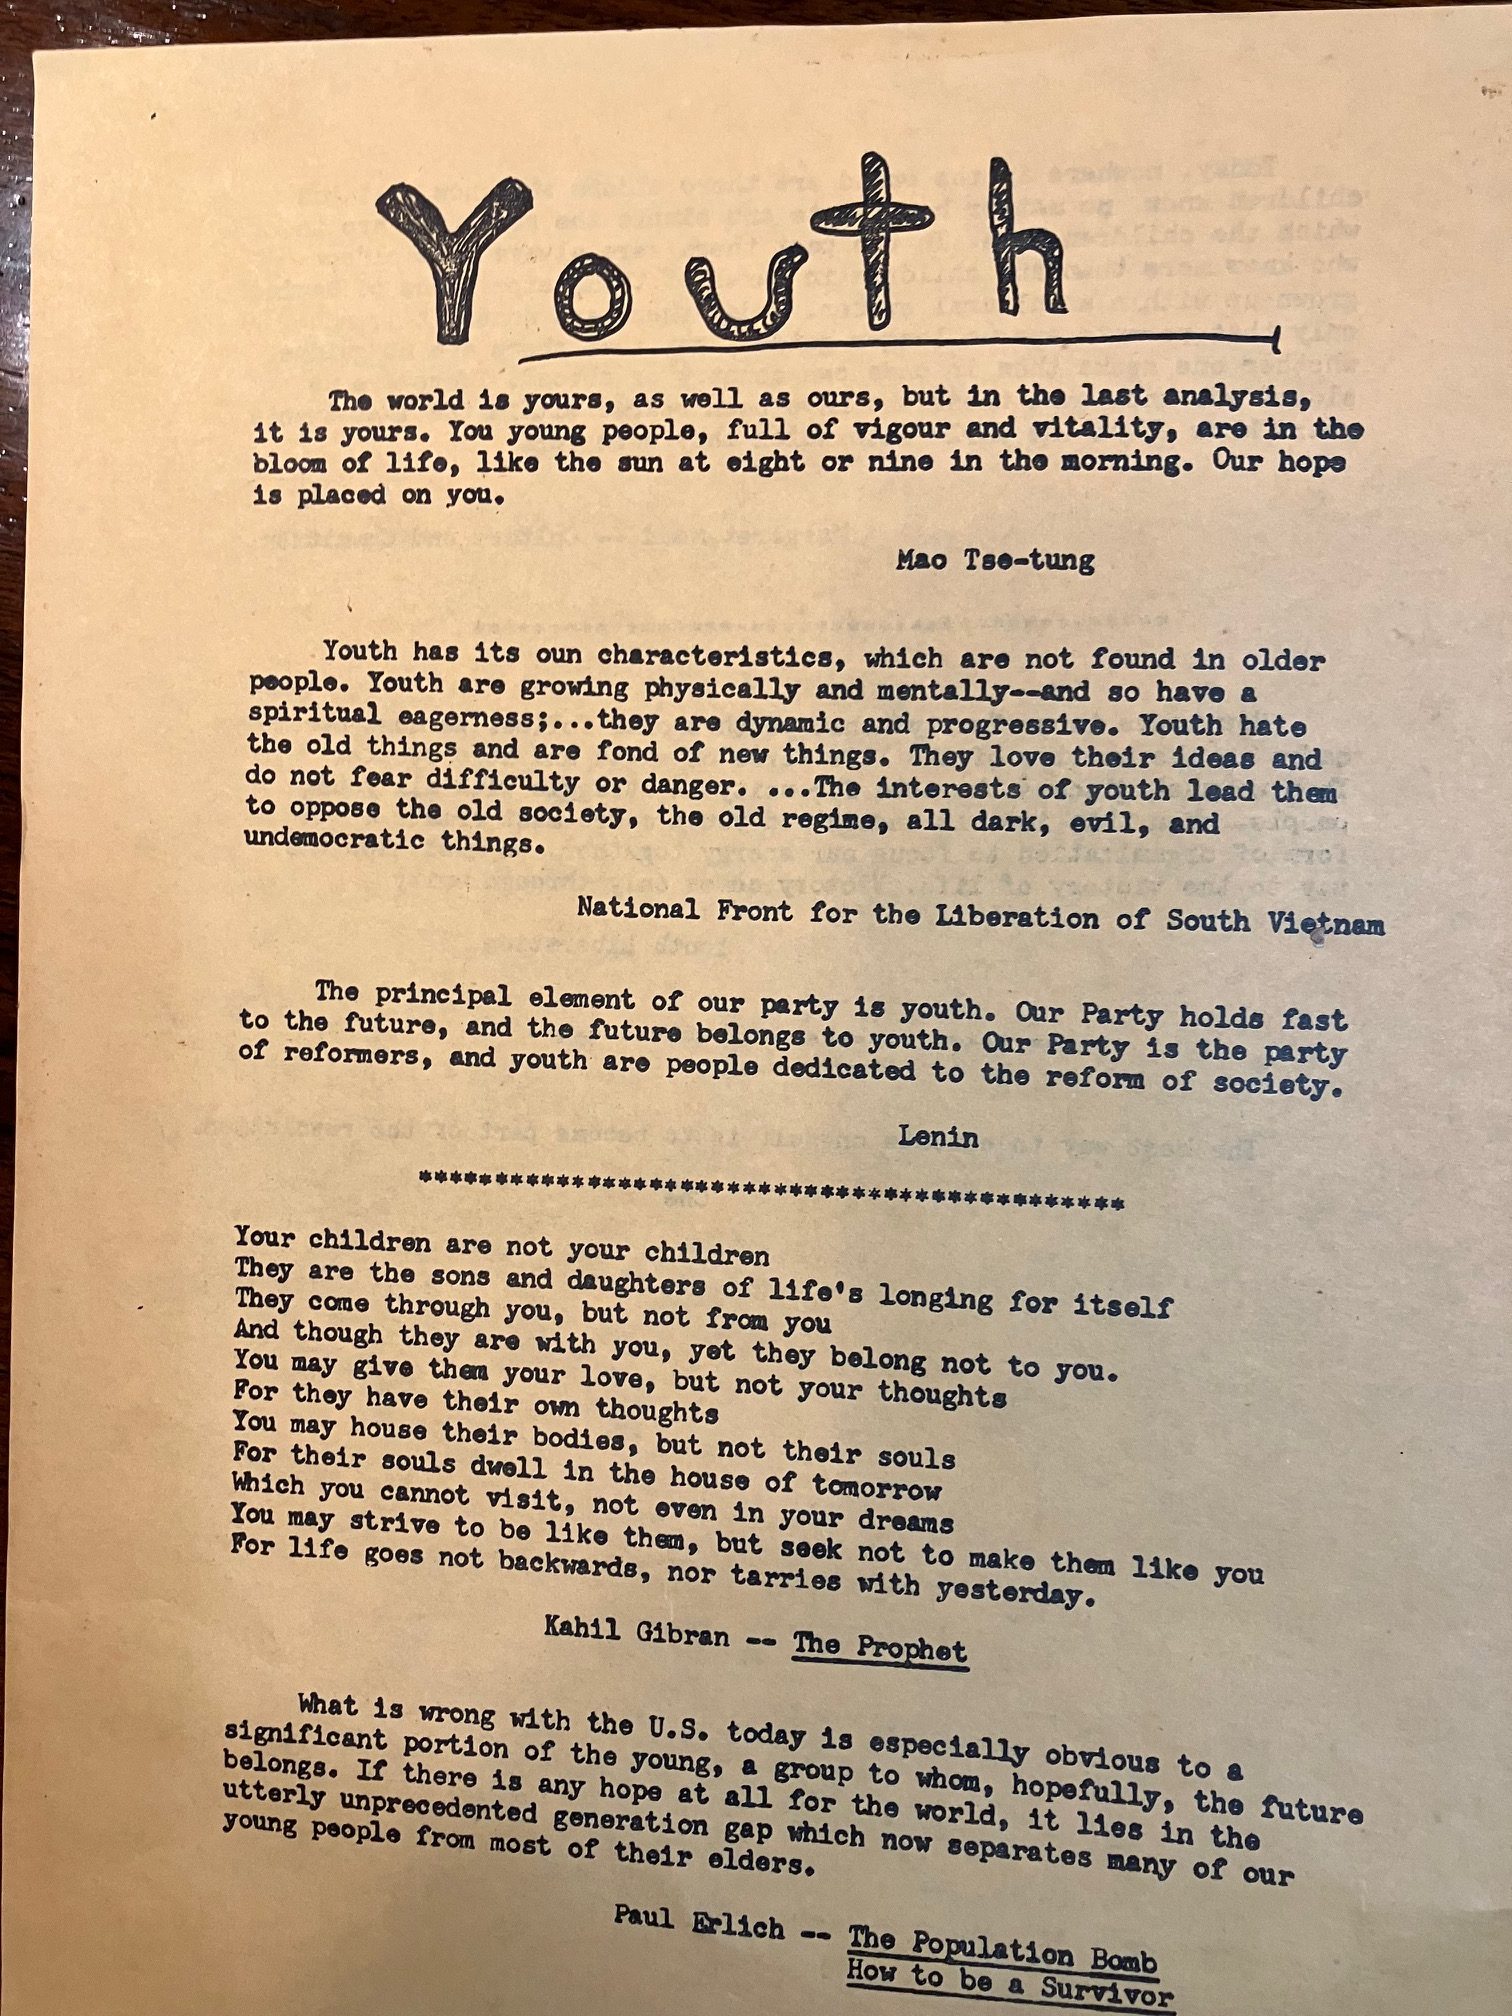 Youth
The world is yours, as well as ours, but in the last analysis,
it is yours. You young people, full of vigour and vitality, are in the
bloom of life, like the sun at eight or nine in the morning. Our hope
is placed on you.
Mao Tse-tung
Youth has its oun characteristics, which are not found in older
people. Youth are growing physically and mentally--and so have a
spiritual eagerness;...they are dynamic and progressive. Youth hate
the old things and are fond of new things. They love their ideas and
do not fear difficulty or danger. ...The interests of youth lead them
to oppose the old society, the old regime, all dark, evil, and
undemocratic things.
National Front for the Liberation of South Vietnam
The principal element of our party is youth. Our Party holds fast
to the future, and the future belongs to youth. Our Party is the party
of reformers, and youth are people dedicated to the reform of society.
Lenin
**********************************************
Your children are not your children
They are the sons and daughters of life's longing for itself
They come through you, but not from you
And though they are with you, yet they belong not to you.
You may give them your love, but not your thoughts
For they have their own thoughts
You may house their bodies, but not their souls
For their souls dwell in the house of tomorrow
Which you cannot visit, not even in your dreams
You may strive to be like them, but seek not to make them like you
For life goes not backwards, nor tarries with yesterday.
Kahil Gibran -- The Prophet
What is wrong with the U.S. today is especially obvious to a
significant portion of the young, a group to whom, hopefully, the future
belongs. If there is any hope at all for the world, it lies in the
utterly unprecedented generation gap which now separates many of our
young people from most of their elders.
Paul Erlich -- The Population Bomb
How to be a Survivor